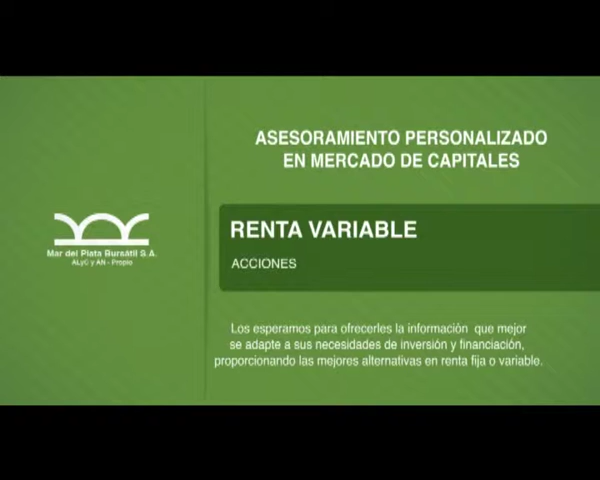 ASESORAMIENTO PERSONALIZADO
EN MERCADO DE CAPITALES
Mar del Plata Bursátil S.A.
ALyC y AN - Propio
RENTA VARIABLE
ACCIONES
Los esperamos para ofrecerles la información que mejor
se adapte a sus necesidades de inversión y financiación,
proporcionando las mejores alternativas en renta fija o variable.